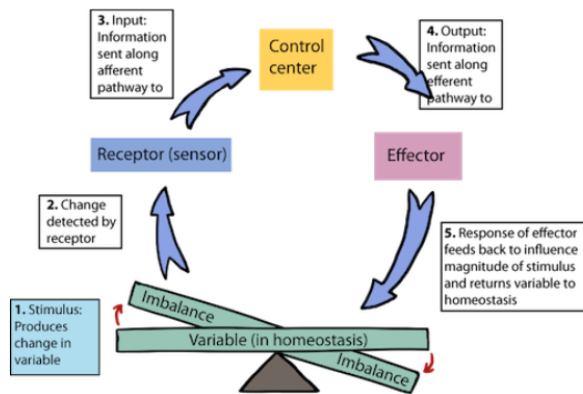 3. Input:
Information
sent along
afferent
pathway to
Control
center
4. Output:
Information
sent along
efferent
pathway to
Receptor (sensor)
Effector
2. Change
detected by
receptor
5. Response of effector
feeds back to influence
magnitude of stimulus
and returns variable to
homeostasis
1. Stimulus:
Produces
change in
variable
Imbalance
Variable (in homeostasis)
Imbalance